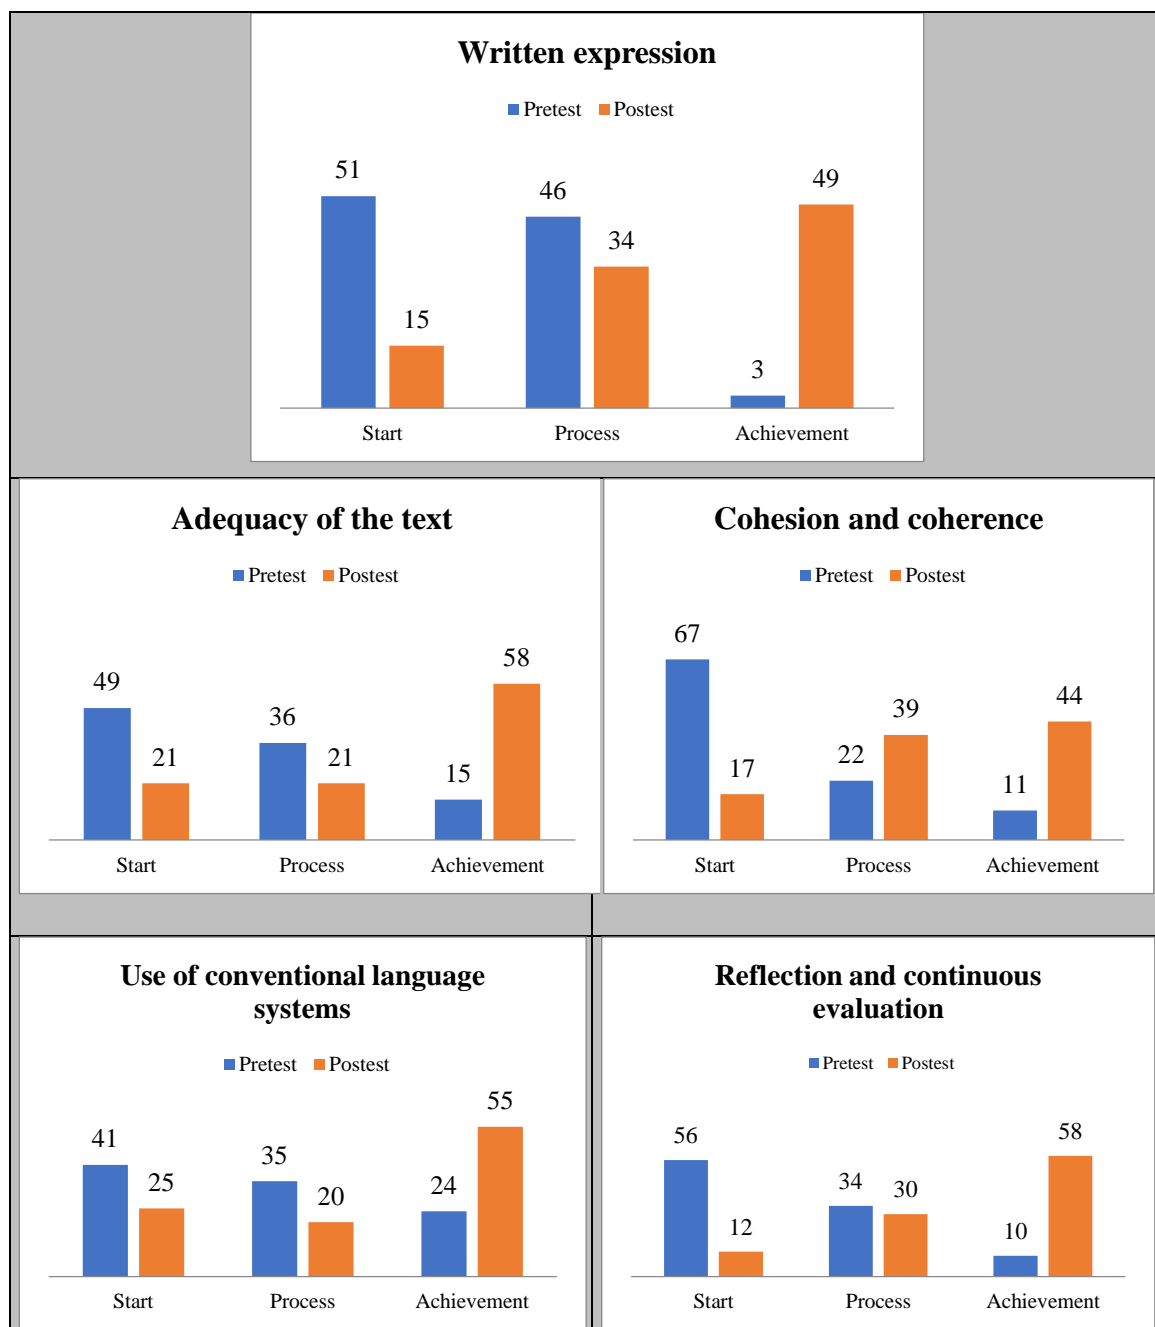 Written expression
Pretest Postest
51 46 49
34
15
3
Start Process Achievement
Adequacy of the text
Pretest Postest
58
49
36
21 21
15
Start Process Achievement
Cohesion and coherence
Pretest Postest
67
44
39
22
17
11
Start Process Achievement
Use of conventional language
systems
Pretest Postest
55
41
35
25 24
20
Start Process Achievement
Reflection and continuous
evaluation
Pretest Postest
56 58
34 30
12 10
Start Process Achievement